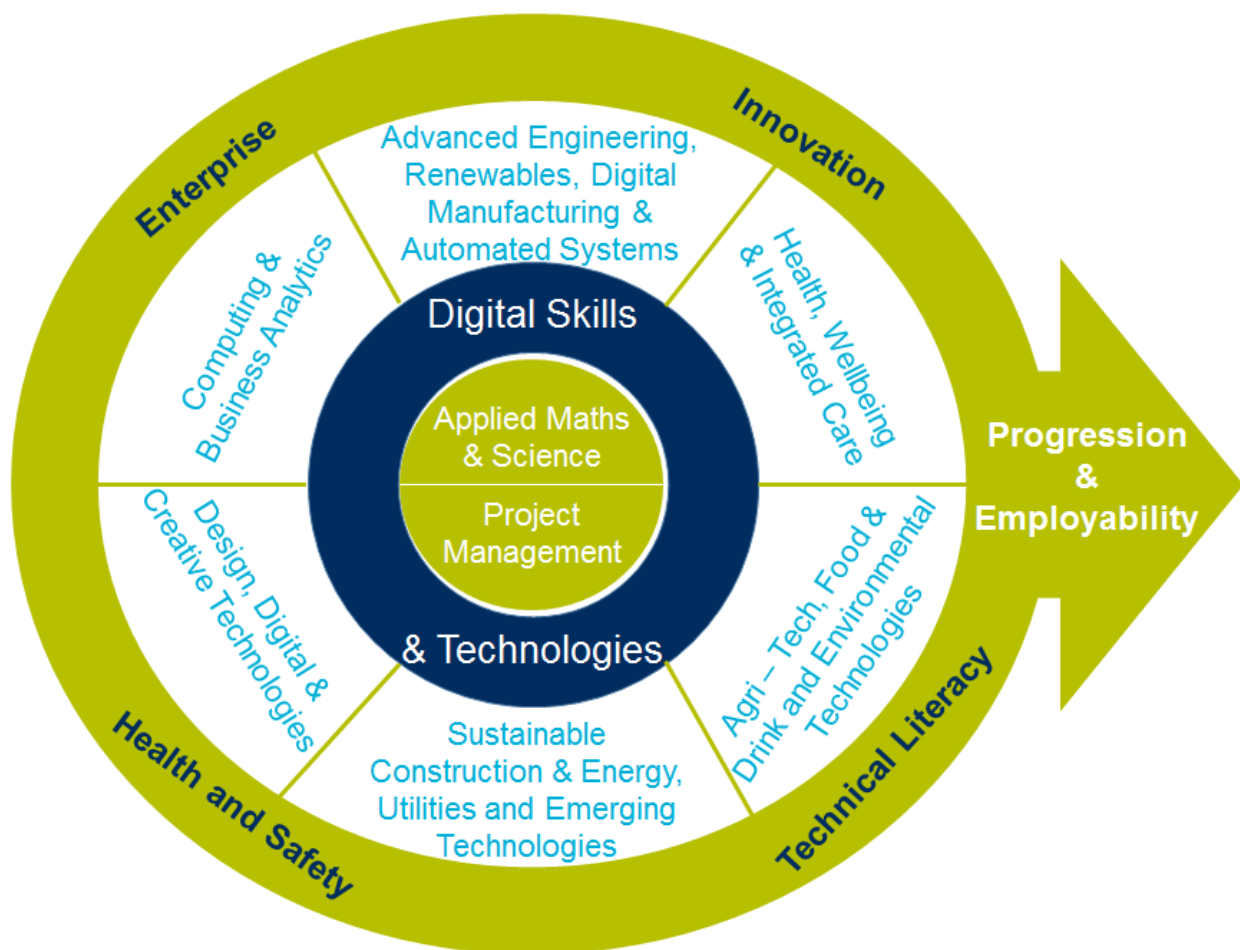 Enterprise
Innovation
Advanced Engineering,
Renewables, Digital
Manufacturing &
Automated Systems
Computing &
Business Analytics
Health, Wellbeing
& Integrated Care
Digital Skills
Applied Maths
& Science
Project
Management
& Technologies
Progression
&
Employability
Design, Digital &
Creative Technologies
Agri – Tech, Food &
Drink and Environmental
Technologies
Sustainable
Construction & Energy,
Utilities and Emerging
Technologies
Health and Safety
Technical Literacy